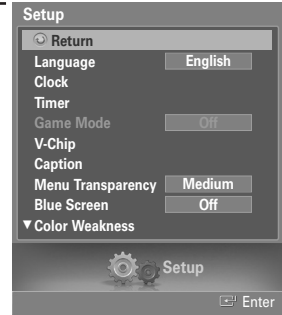 Setup
Return
Language English
Clock
Timer
Game Mode Off
V-Chip
Caption
Menu Transparency Medium
Blue Screen Off
▼Color Weakness
Setup
Enter